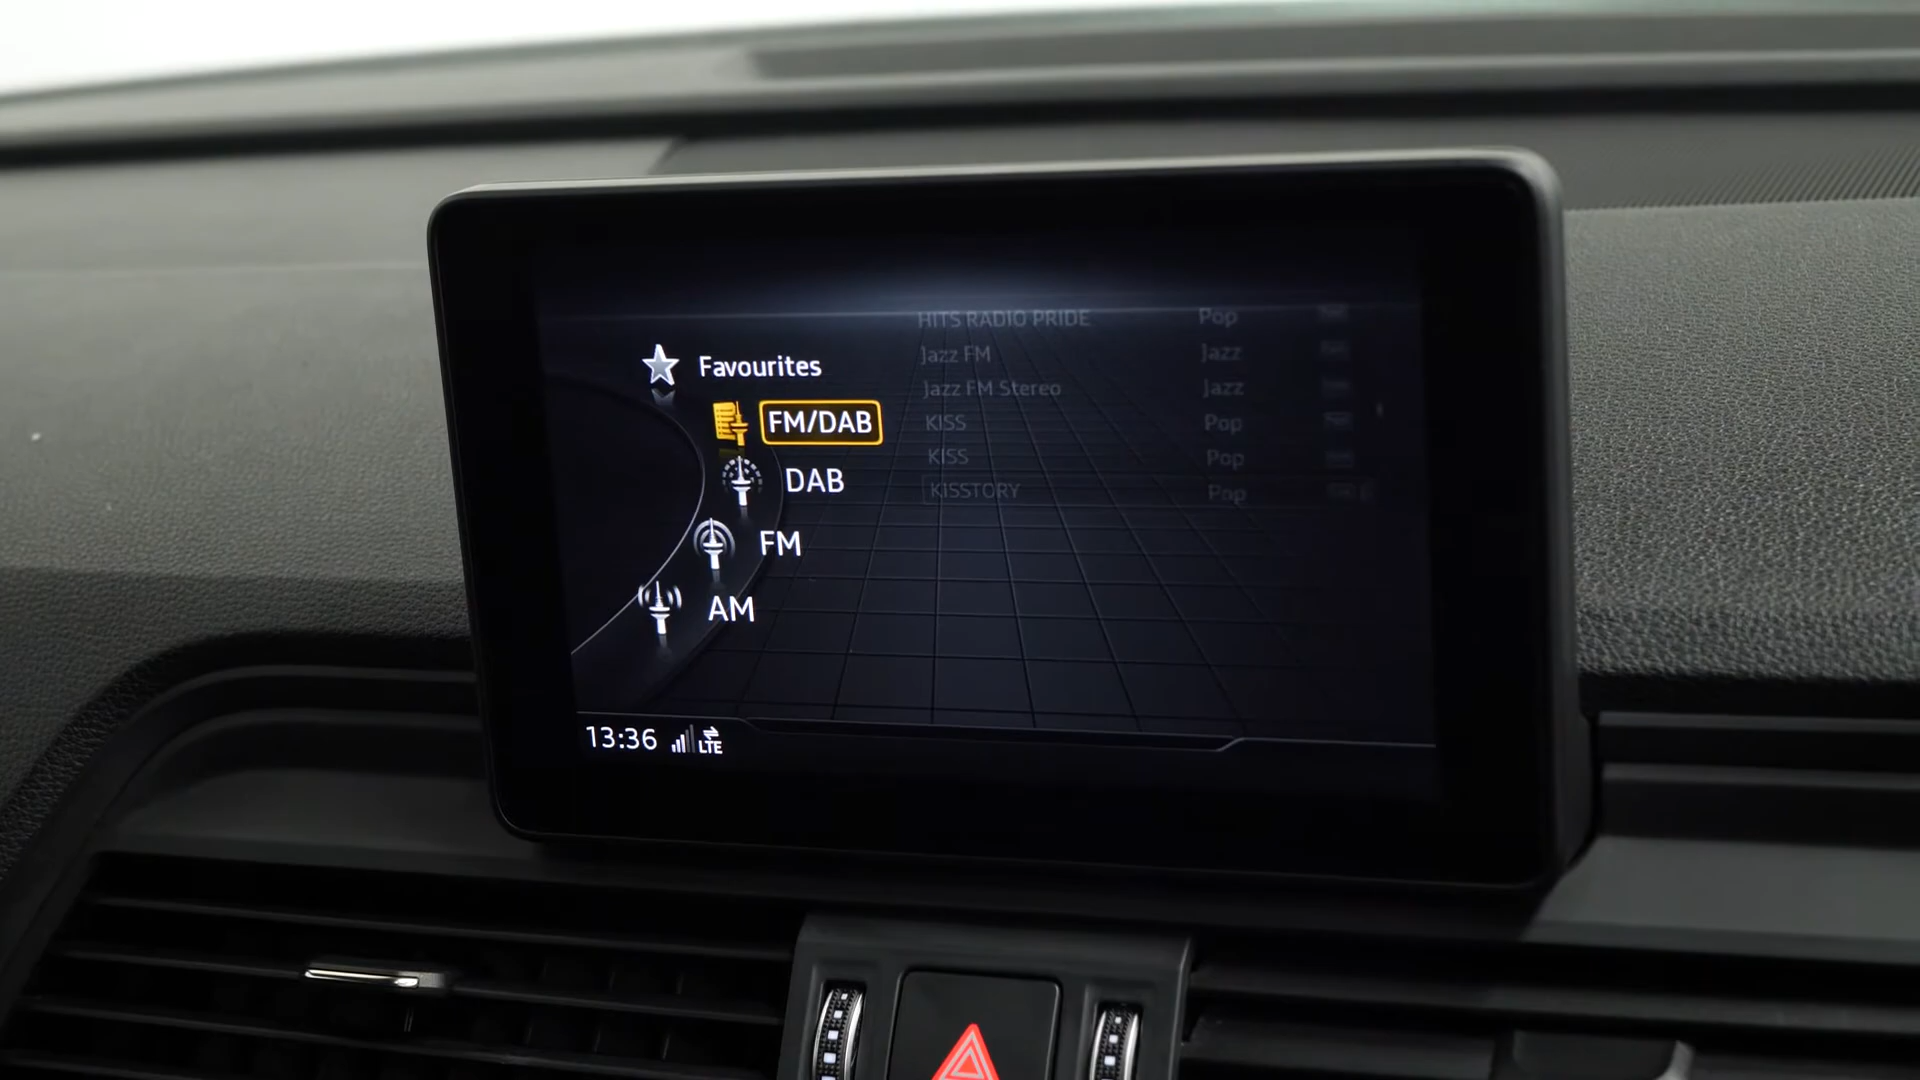 HITS RADIO PRIDE Pop
Jazz FM Jazz
Jazz FM Stereo Jazz
KISS Pop
KISS Pop
KISSTORY Pop
Favourites
FM/DAB
DAB
FM
AM
13:36 LTE